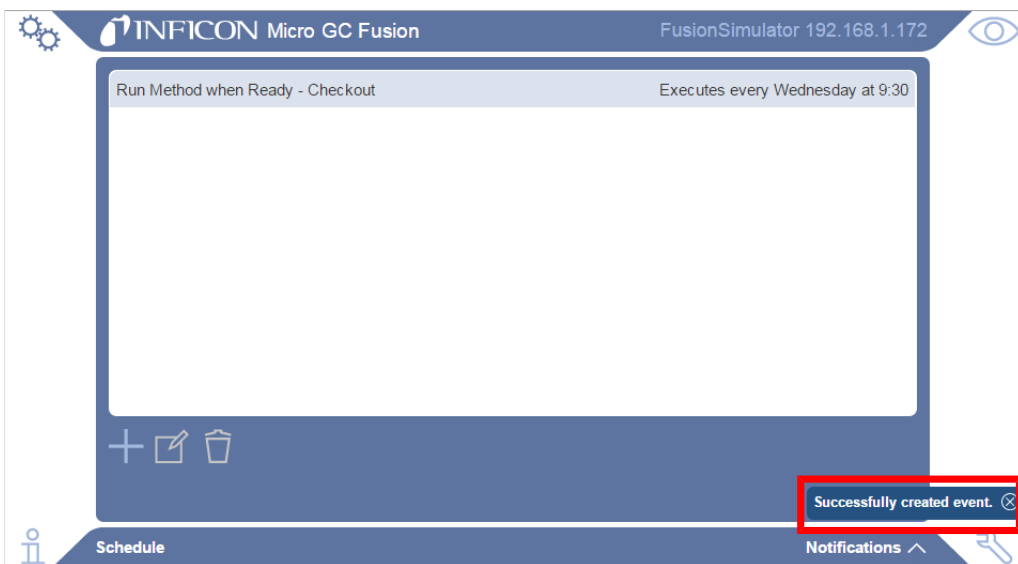 INFICON Micro GC Fusion
FusionSimulator 192.168.1.172
Run Method when Ready - Checkout
Executes every Wednesday at 9:30
Successfully created event.
Schedule
Notifications